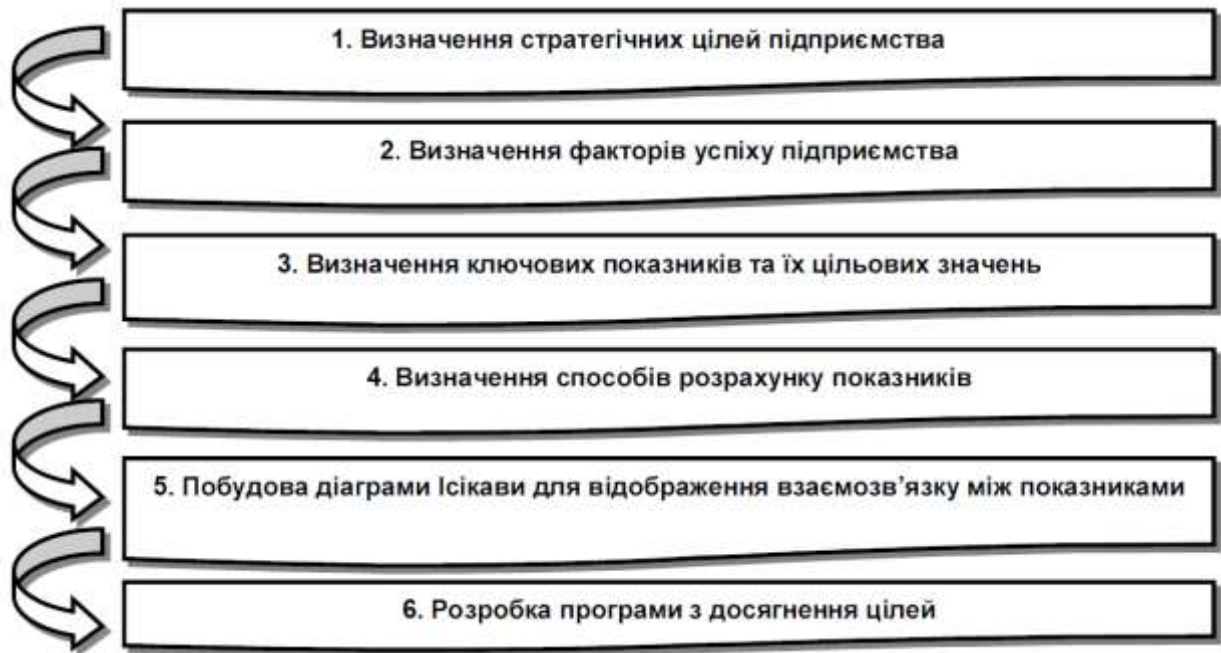 1. Визначення стратегічних цілей підприємства
2. Визначення факторів успіху підприємства
3. Визначення ключових показників та їх цільових значень
4. Визначення способів розрахунку показників
5. Побудова діаграми Ісікави для відображення взаємозв’язку між показниками
6. Розробка програми з досягнення цілей